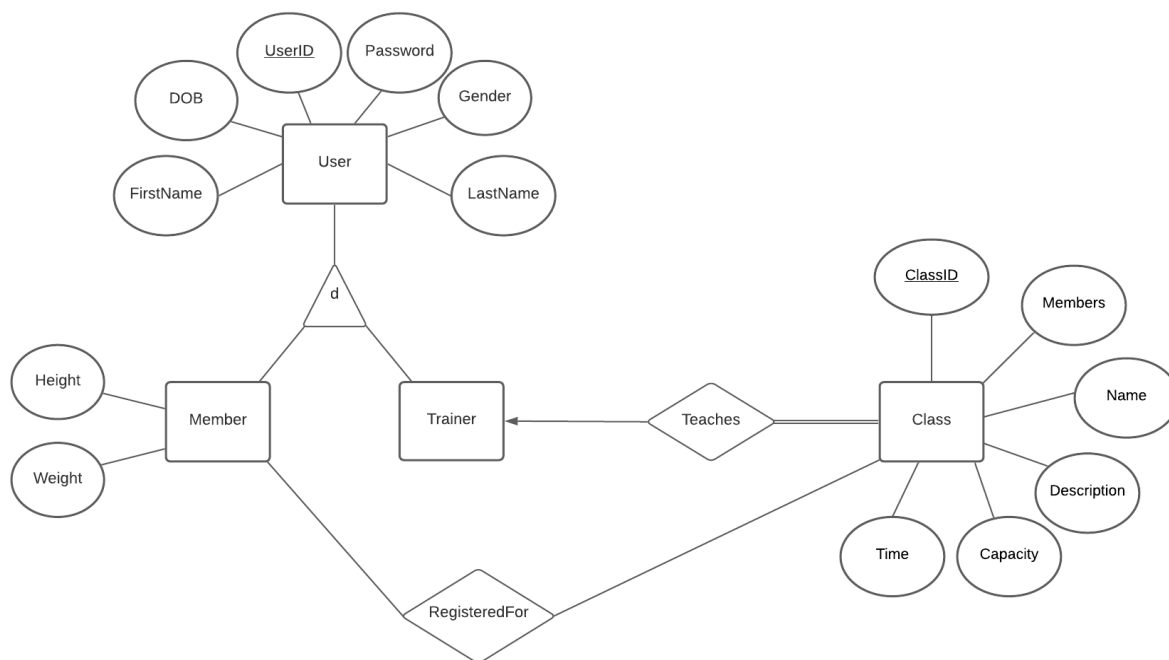 UserID
Password
DOB
Gender
User
FirstName
LastName
d
ClassID
Members
Height
Name
Member
Trainer
Teaches
Class
Weight
Description
Time
Capacity
RegisteredFor